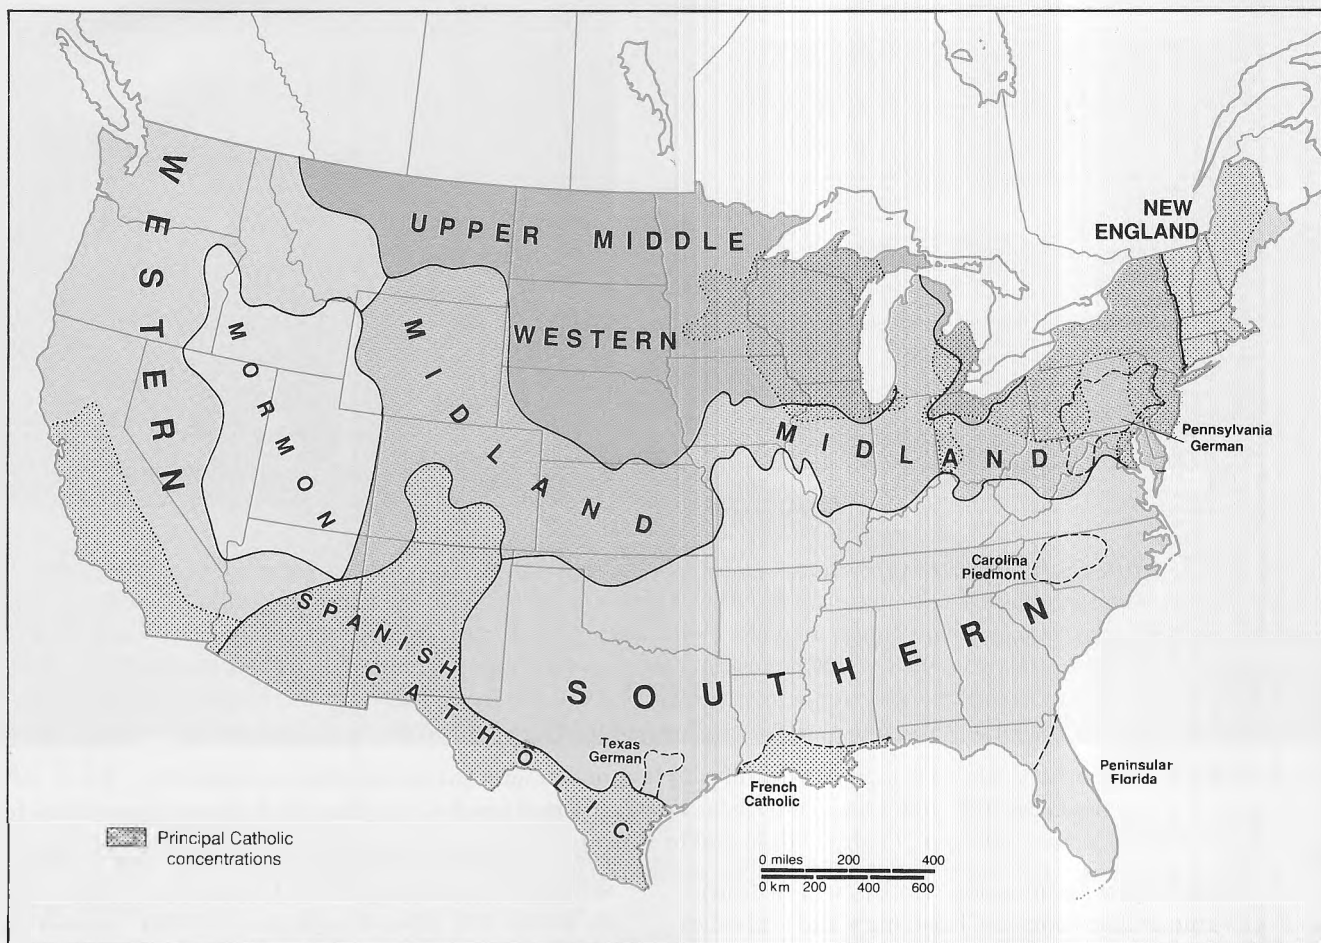 WESTERN
UPPER MIDDLE
WESTERN
NEW
ENGLAND
MORMON
MIDLAND
MIDLAND
Pennsylvania
German
Carolina
Piedmont
SPANISH
CATHOLIC
SOUTHERN
Texas
German
French
Catholic
Peninsular
Florida
Principal Catholic
concentrations
0 miles 200 400
0 km 200 400 600